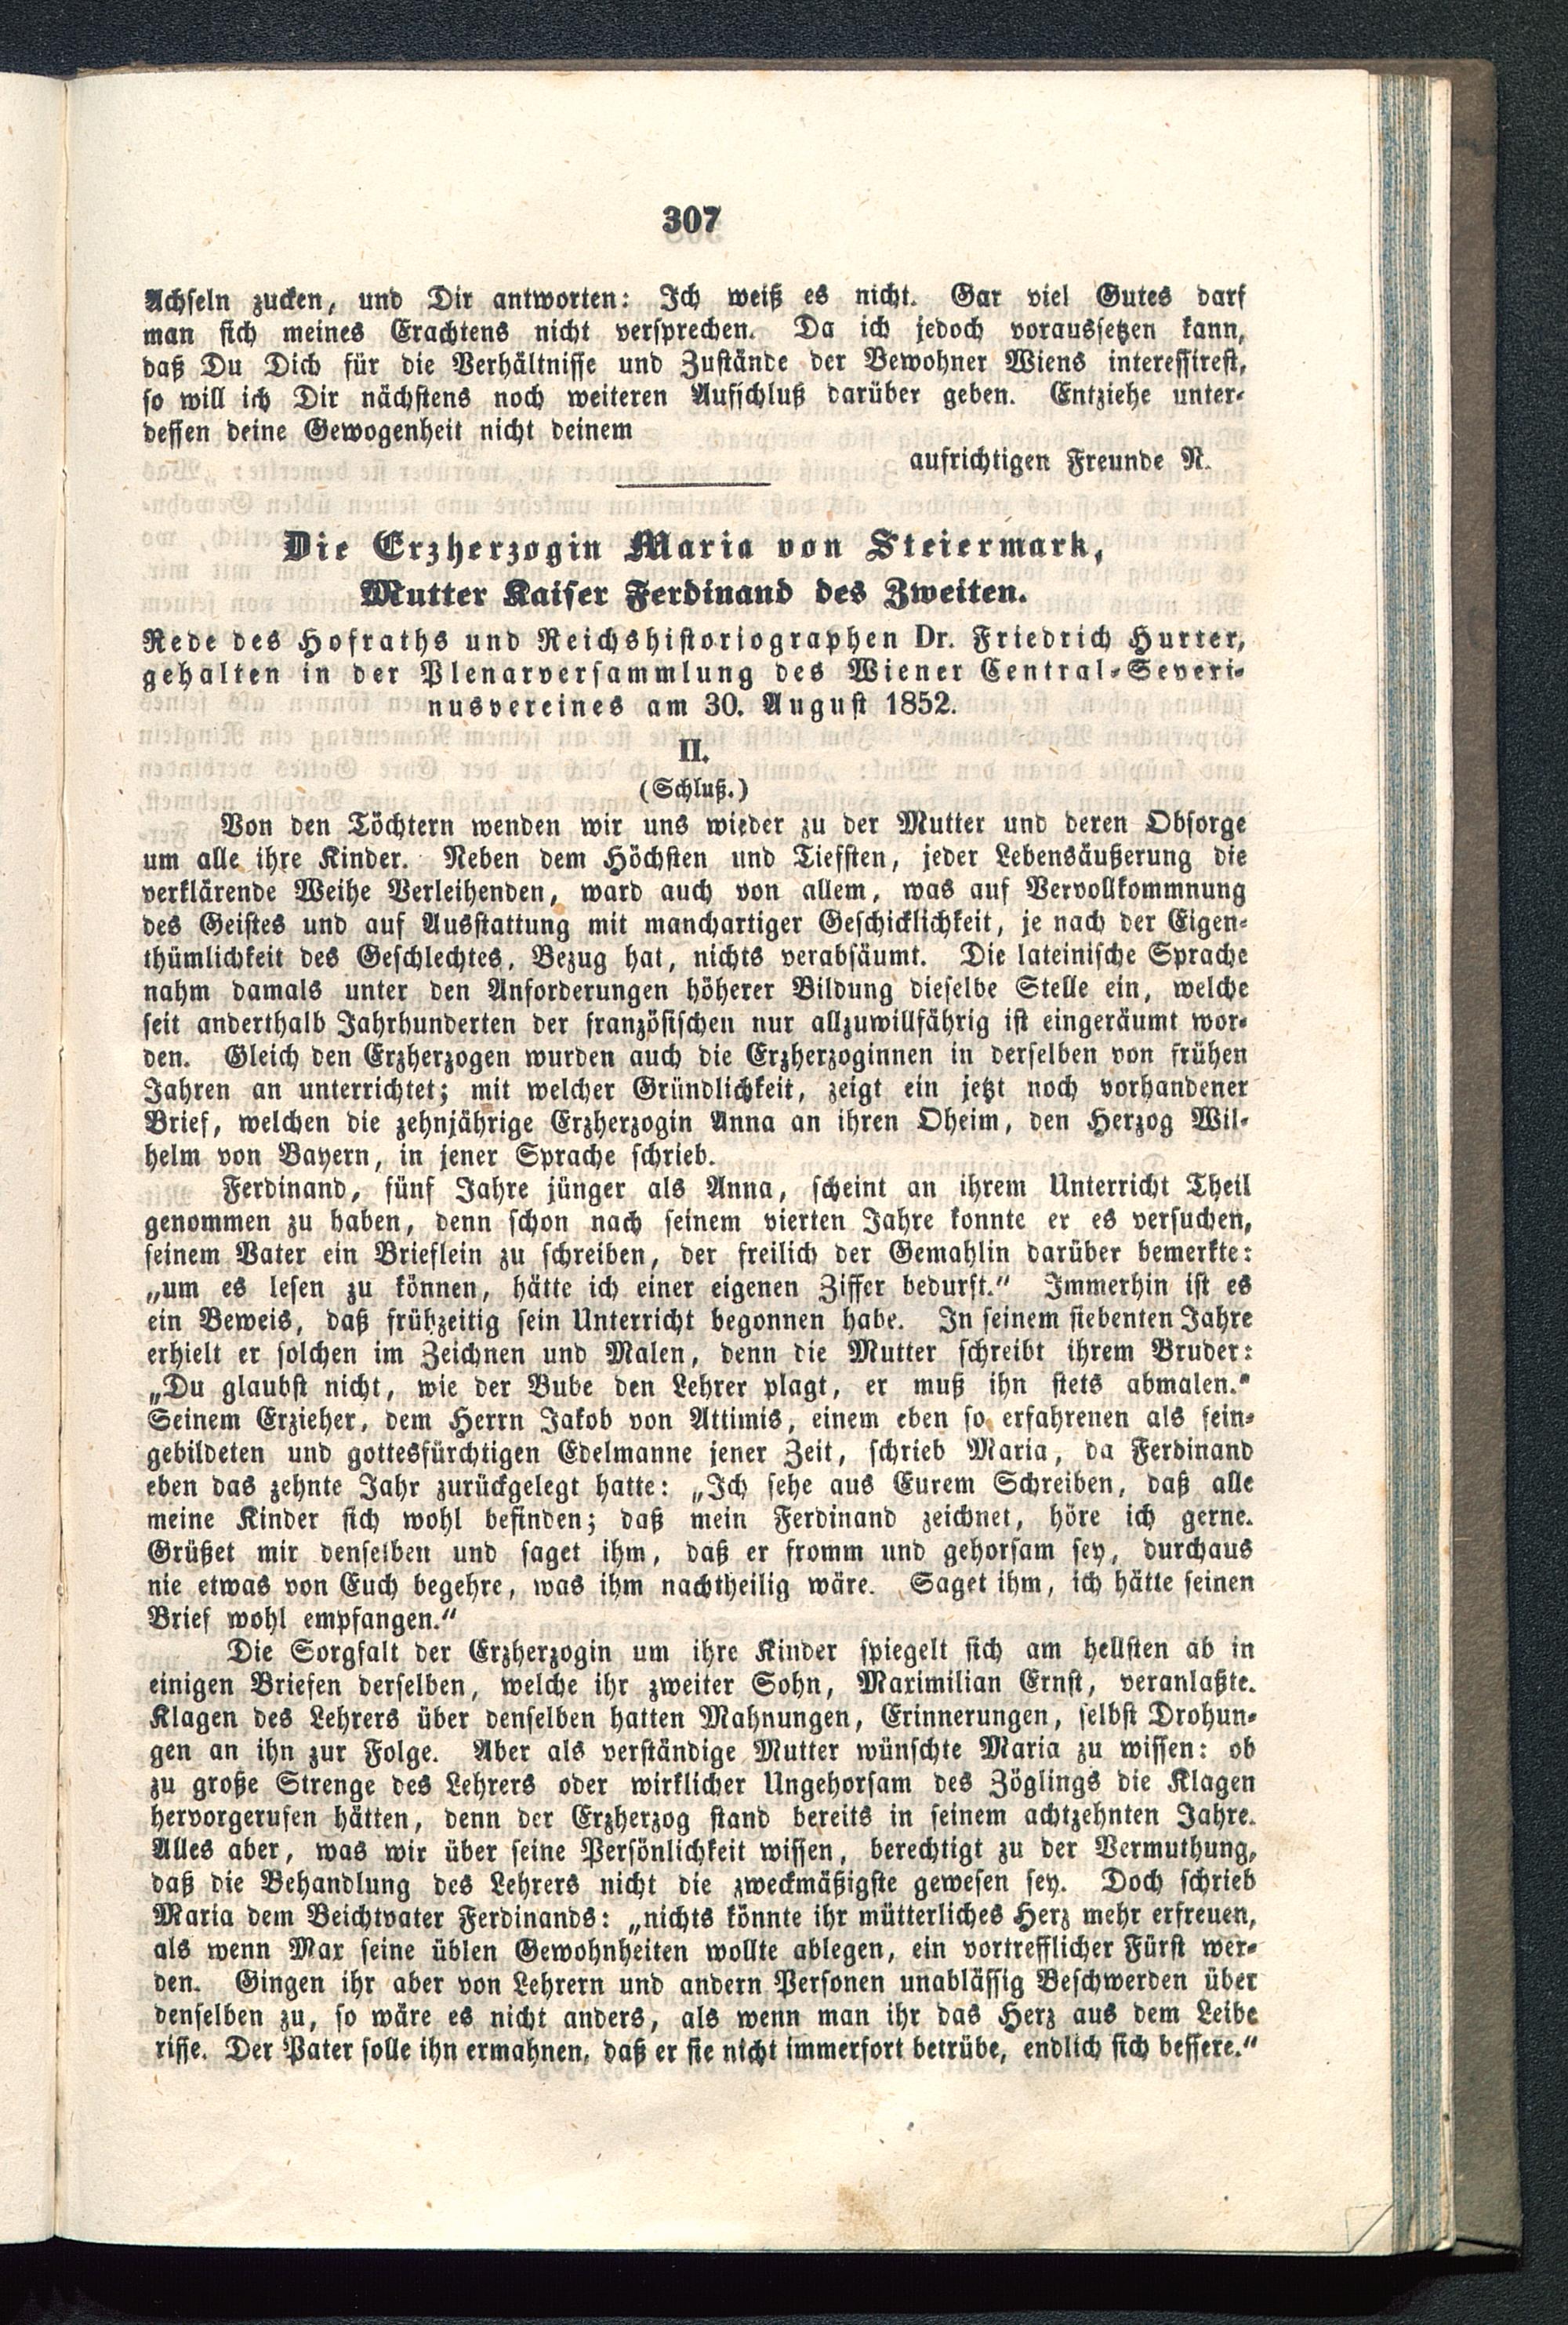 307
Achseln zucken, und Dir antworten: Ich weiß es nicht. Gar viel Gutes darf
man sich meines Erachtens nicht versprechen. Da ich jedoch voraussetzen kann,
daß Du Dich für die Verhältnisse und Zustände der Bewohner Wiens interessirest,
so will ich Dir nächstens noch weiteren Aufschluß darüber geben. Entziehe unter-
dessen deine Gewogenheit nicht deinem
aufrichtigen Freunde N.
Die Erzherzogin Maria von Steiermark,
Mutter Kaiser Ferdinand des Zweiten.
Rede des Hofraths und Reichshistoriographen Dr. Friedrich Hurter,
gehalten in der Plenarversammlung des Wiener Central-Severi-
nusvereines am 30. August 1852.
II.
(Schluß.)
Von den Töchtern wenden wir uns wieder zu der Mutter und deren Obsorge
um alle ihre Kinder. Neben dem Höchsten und Tiefsten, jeder Lebensäußerung die
verklärende Weihe Verleihenden, ward auch von allem, was auf Vervollkommnung
des Geistes und auf Ausstattung mit manchartiger Geschicklichkeit, je nach der Eigen-
thümlichkeit des Geschlechtes, Bezug hat, nichts verabsäumt. Die lateinische Sprache
nahm damals unter den Anforderungen höherer Bildung dieselbe Stelle ein, welche
seit anderthalb Jahrhunderten der französischen nur allzuwillfährig ist eingeräumt wor-
den. Gleich den Erzherzogen wurden auch die Erzherzoginnen in derselben von frühen
Jahren an unterrichtet; mit welcher Gründlichkeit, zeigt ein jetzt noch vorhandener
Brief, welchen die zehnjährige Erzherzogin Anna an ihren Oheim, den Herzog Wil-
helm von Bayern, in jener Sprache schrieb.
Ferdinand, fünf Jahre jünger als Anna, scheint an ihrem Unterricht Theil
genommen zu haben, denn schon nach seinem vierten Jahre konnte er es versuchen,
seinem Vater ein Brieflein zu schreiben, der freilich der Gemahlin darüber bemerkte:
„um es lesen zu können, hätte ich einer eigenen Ziffer bedurft.“ Immerhin ist es
ein Beweis, daß frühzeitig sein Unterricht begonnen habe. In seinem siebenten Jahre
erhielt er solchen im Zeichnen und Malen, denn die Mutter schreibt ihrem Bruder:
„Du glaubst nicht, wie der Bube den Lehrer plagt, er muß ihn stets abmalen.“
Seinem Erzieher, dem Herrn Jakob von Attimis, einem eben so erfahrenen als fein-
gebildeten und gottesfürchtigen Edelmanne jener Zeit, schrieb Maria, da Ferdinand
eben das zehnte Jahr zurückgelegt hatte: „Ich sehe aus Eurem Schreiben, daß alle
meine Kinder sich wohl befinden; daß mein Ferdinand zeichnet, höre ich gerne.
Grüßet mir denselben und saget ihm, daß er fromm und gehorsam sey, durchaus
nie etwas von Euch begehre, was ihm nachtheilig wäre. Saget ihm, ich hätte seinen
Brief wohl empfangen.“
Die Sorgfalt der Erzherzogin um ihre Kinder spiegelt sich am hellsten ab in
einigen Briefen derselben, welche ihr zweiter Sohn, Maximilian Ernst, veranlaßte.
Klagen des Lehrers über denselben hatten Mahnungen, Erinnerungen, selbst Drohun-
gen an ihn zur Folge. Aber als verständige Mutter wünschte Maria zu wissen: ob
zu große Strenge des Lehrers oder wirklicher Ungehorsam des Zöglings die Klagen
hervorgerufen hätten, denn der Erzherzog stand bereits in seinem achtzehnten Jahre.
Alles aber, was wir über seine Persönlichkeit wissen, berechtigt zu der Vermuthung,
daß die Behandlung des Lehrers nicht die zweckmäßigste gewesen sey. Doch schrieb
Maria dem Beichtvater Ferdinands: „nichts könnte ihr mütterliches Herz mehr erfreuen,
als wenn Max seine üblen Gewohnheiten wollte ablegen, ein vortrefflicher Fürst wer-
den. Gingen ihr aber von Lehrern und andern Personen unablässig Beschwerden über
denselben zu, so wäre es nicht anders, als wenn man ihr das Herz aus dem Leibe
risse. Der Pater solle ihn ermahnen, daß er sie nicht immerfort betrübe, endlich sich bessere.“